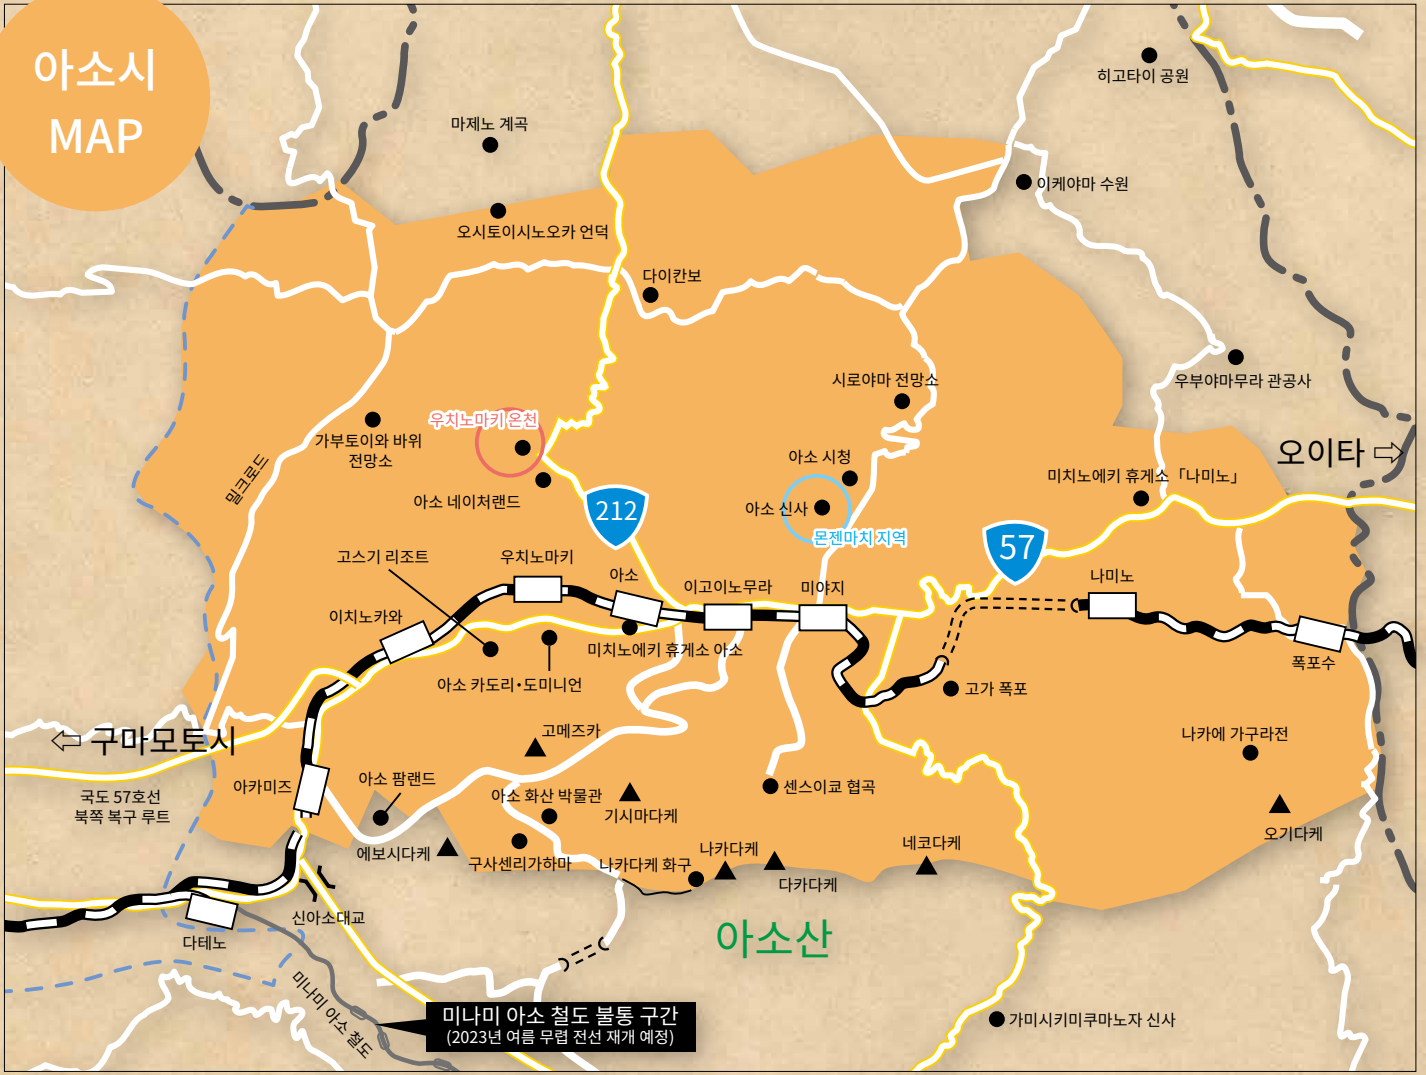 아소시
MAP
히고타이 공원
마제노 계곡
이케야마 수원
오시토이시노오카 언덕
다이칸보
우부야마무라 관공사
시로야마 전망소
우치노마키 온천
가부토이와 바위
전망소
오이타
밀크로드
아소 시청
미치노에키 휴게소「나미노」
아소 네이처랜드
212
아소 신사
몬젠마치 지역
57
고스기 리조트
우치노마키
아소
이고이노무라
미야지
나미노
이치노카와
미치노에키 휴게소 아소
폭포수
아소 카도리•도미니언
고가 폭포
구마모토시
고메즈카
나카에 가구라전
국도 57호선
북쪽 복구 루트
아카미즈
아소 팜랜드
아소 화산 박물관
기시마다케
센스이쿄 협곡
오기다케
에보시다케
구사센리가하마
나카다케 화구
나카다케
다카다케
네코다케
신아소대교
다테노
아소산
미나미 아소 철도
미나미 아소 철도 불통 구간
(2023년 여름 무렵 전선 재개 예정)
가미시키미쿠마노자 신사